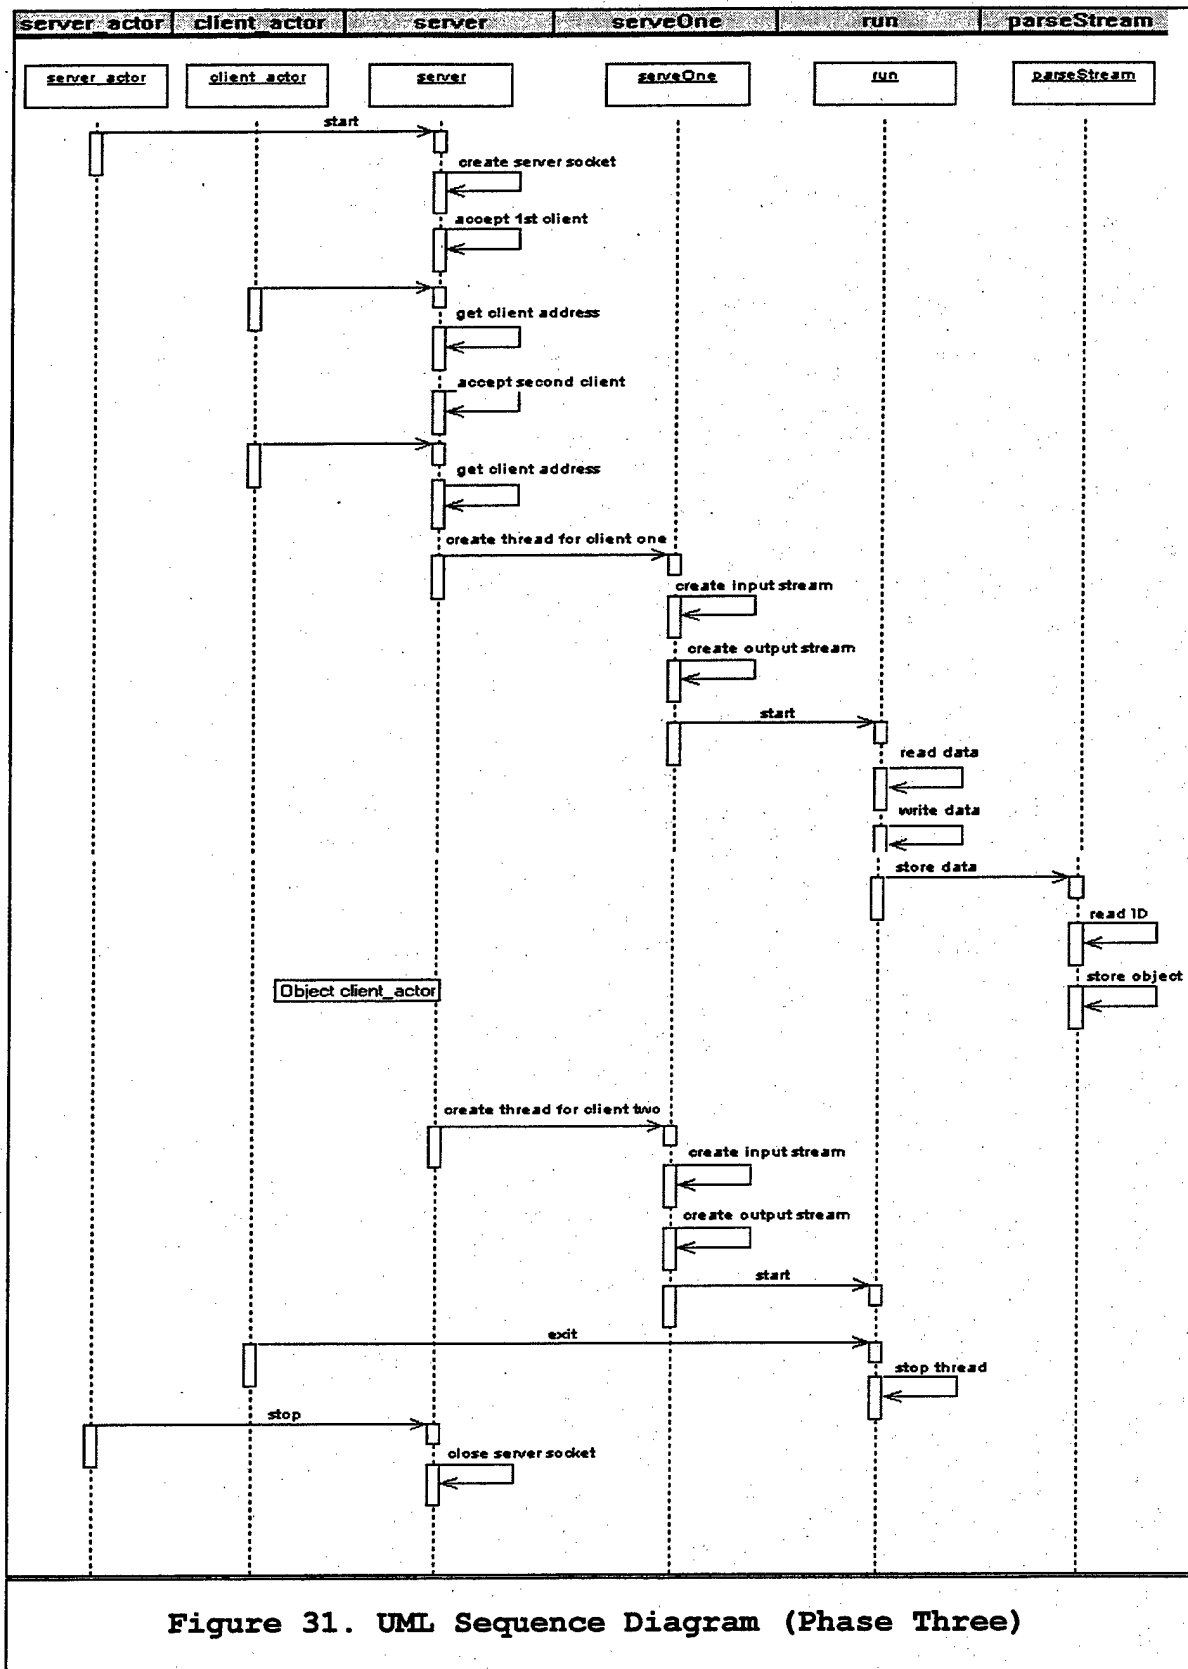 server_actor client_actor server serveOne run parseStream
server_actor client_actor server serveOne run parseStream
start
create server socket
accept 1st client
get client address
accept second client
get client address
create thread for client one
create input stream
create output stream
start
read data
write data
store data
read ID
Object client_actor
store object
create thread for client two
create input stream
create output stream
start
exit
stop thread
stop
close server socket
Figure 31. UML Sequence Diagram (Phase Three)